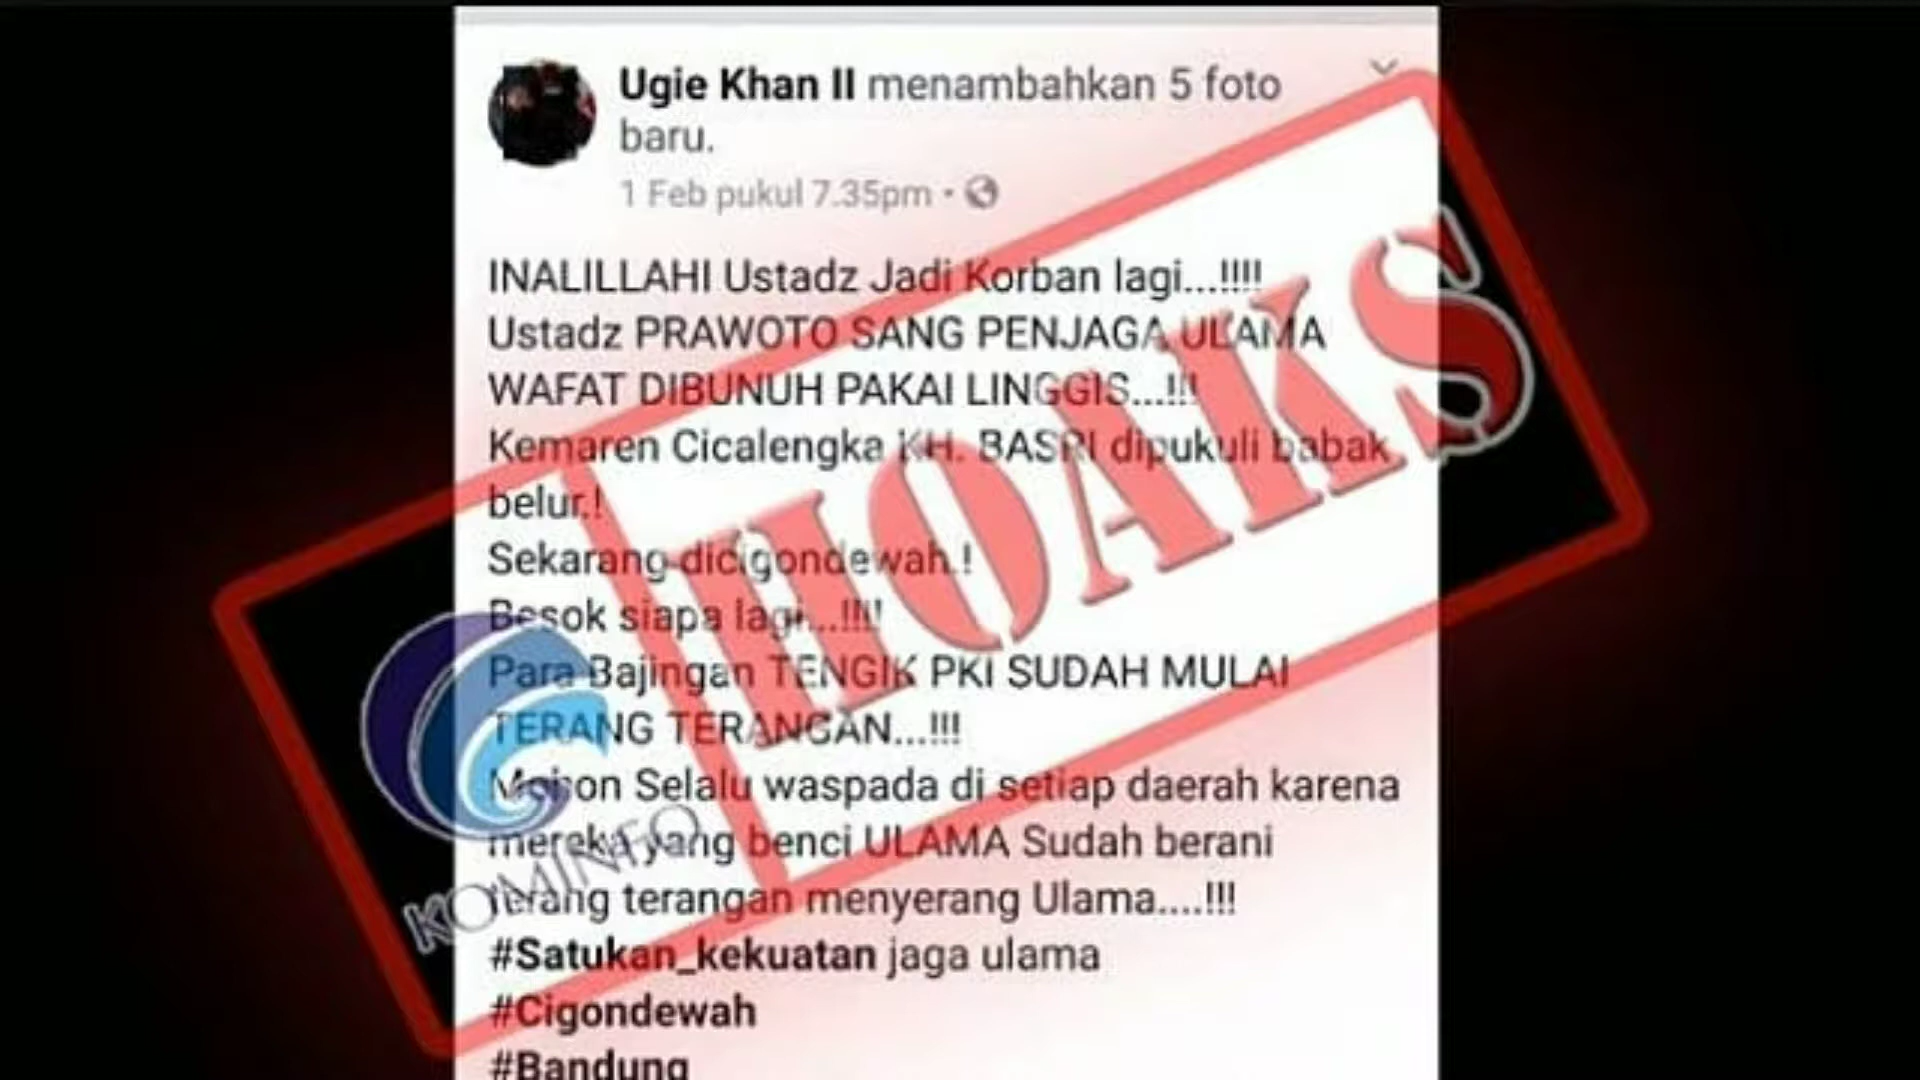 Ugie Khan II menambahkan 5 foto
baru.
1 Feb pukul 7.35pm
INALILLAHI Ustadz Jadi Korban lagi...!!!!
Ustadz PRAWOTO SANG PENJAGA ULAMA
WAFAT DIBUNUH PAKAI LINGGIS...!!!
Kemaren Cicalengka KH. BASRI dipukuli babak
belur.!
Sekarang dicigondewah.!
Besok siapa lagi...!!!!
Para Bajingan TENGIK PKI SUDAH MULAI
TERANG TERANGAN...!!!
Mohon Selalu waspada di setiap daerah karena
mereka yang benci ULAMA Sudah berani
terang terangan menyerang Ulama....!!!
#Satukan_kekuatan jaga ulama
#Cigondewah
#Bandung
HOAKS
KOMINFO